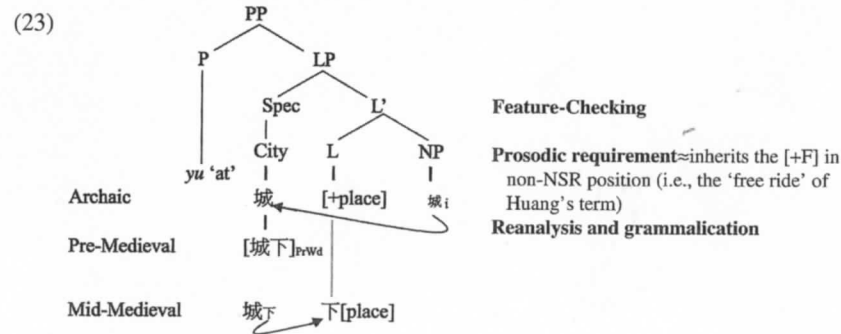 (23)
PP
P LP
Spec L'
Feature-Checking
City L NP
Prosodic requirement≈inherits the [+F] in
yu 'at'
non-NSR position (i.e., the 'free ride' of
Archaic 城 [+place] 城 i
Huang's term)
Reanalysis and grammalication
Pre-Medieval [城下]PrWd
Mid-Medieval 城下 下[place]